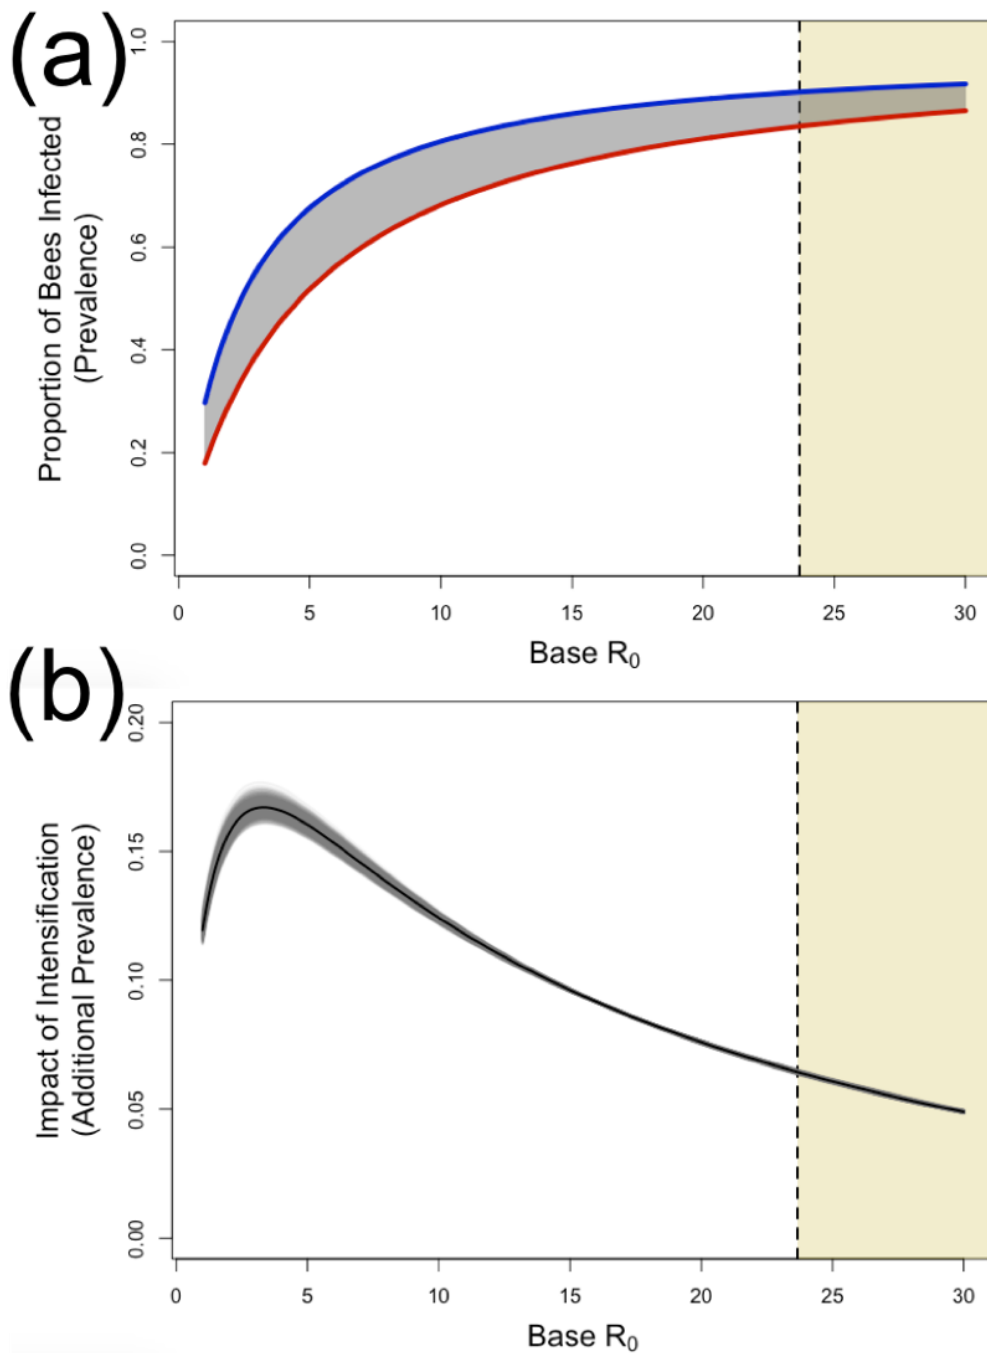 (a)
Proportion of Bees Infected
(Prevalence)
1.0
0.8
0.6
0.4
0.2
0.0
0 5 10 15 20 25 30
Base R₀
(b)
Impact of Intensification
(Additional Prevalence)
0.20
0.15
0.10
0.05
0.00
0 5 10 15 20 25 30
Base R₀